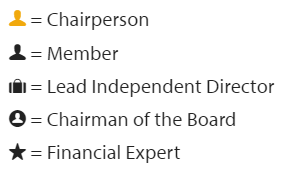 = Chairperson
= Member
= Lead Independent Director
= Chairman of the Board
= Financial Expert